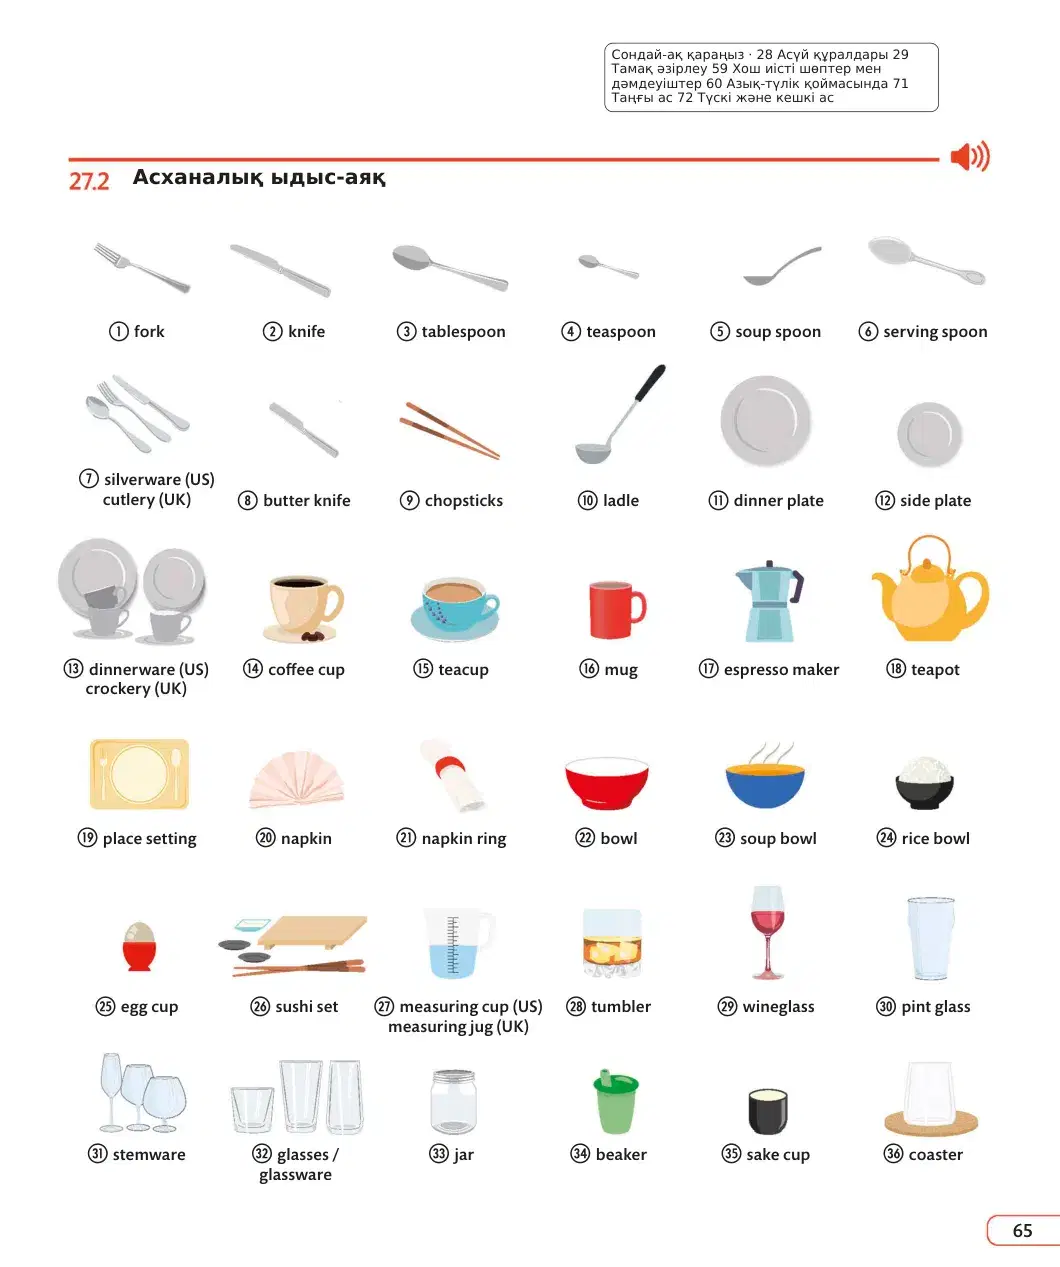 Сондай-ақ қараңыз · 28 Асүй құралдары 29
Тамақ әзірлеу 59 Хош иісті шөптер мен
дәмдеуіштер 60 Азық-түлік қоймасында 71
Таңғы ас 72 Түскі және кешкі ас
27.2 Асханалық ыдыс-аяқ
1 fork
2 knife
3 tablespoon
4 teaspoon
5 soup spoon
6 serving spoon
7 silverware (US)
cutlery (UK)
8 butter knife
9 chopsticks
10 ladle
11 dinner plate
12 side plate
13 dinnerware (US)
crockery (UK)
14 coffee cup
15 teacup
16 mug
17 espresso maker
18 teapot
19 place setting
20 napkin
21 napkin ring
22 bowl
23 soup bowl
24 rice bowl
25 egg cup
26 sushi set
27 measuring cup (US)
measuring jug (UK)
28 tumbler
29 wineglass
30 pint glass
31 stemware
32 glasses /
glassware
33 jar
34 beaker
35 sake cup
36 coaster
65